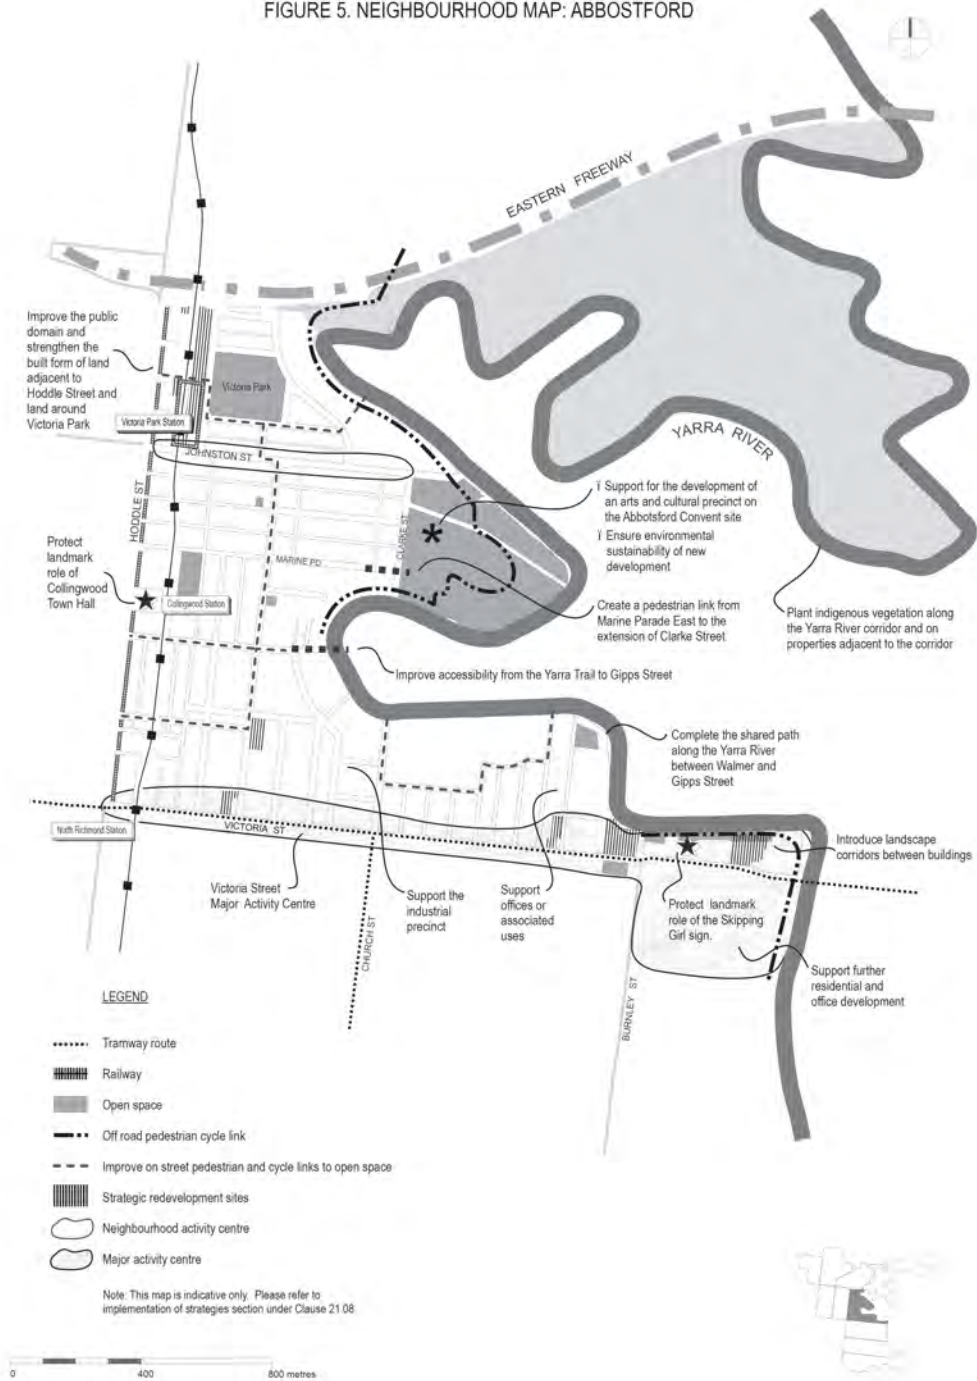 FIGURE 5. NEIGHBOURHOOD MAP: ABBOSTFORD
EASTERN FREEWAY
Improve the public
domain and
strengthen the
built form of land
adjacent to
Hoddle Street and
land around
Victoria Park
Victoria Park
Victoria Park Station
JOHNSTON ST
YARRA RIVER
HODDLE ST
CLARKE ST
MARINE PD
ï Support for the development of
an arts and cultural precinct on
the Abbotsford Convent site
ï Ensure environmental
sustainability of new
development
Protect
landmark
role of
Collingwood
Town Hall
Collingwood Station
Create a pedestrian link from
Marine Parade East to the
extension of Clarke Street
Plant indigenous vegetation along
the Yarra River corridor and on
properties adjacent to the corridor
Improve accessibility from the Yarra Trail to Gipps Street
Complete the shared path
along the Yarra River
between Walmer and
Gipps Street
North Richmond Station
VICTORIA ST
Introduce landscape
corridors between buildings
Victoria Street
Major Activity Centre
Support the
industrial
precinct
Support
offices or
associated
uses
Protect landmark
role of the Skipping
Girl sign.
CHURCH ST
BURNLEY ST
Support further
residential and
office development
LEGEND
Tramway route
Railway
Open space
Off road pedestrian cycle link
Improve on street pedestrian and cycle links to open space
Strategic redevelopment sites
Neighbourhood activity centre
Major activity centre
Note: This map is indicative only. Please refer to
implementation of strategies section under Clause 21 08
0 400 800 metres